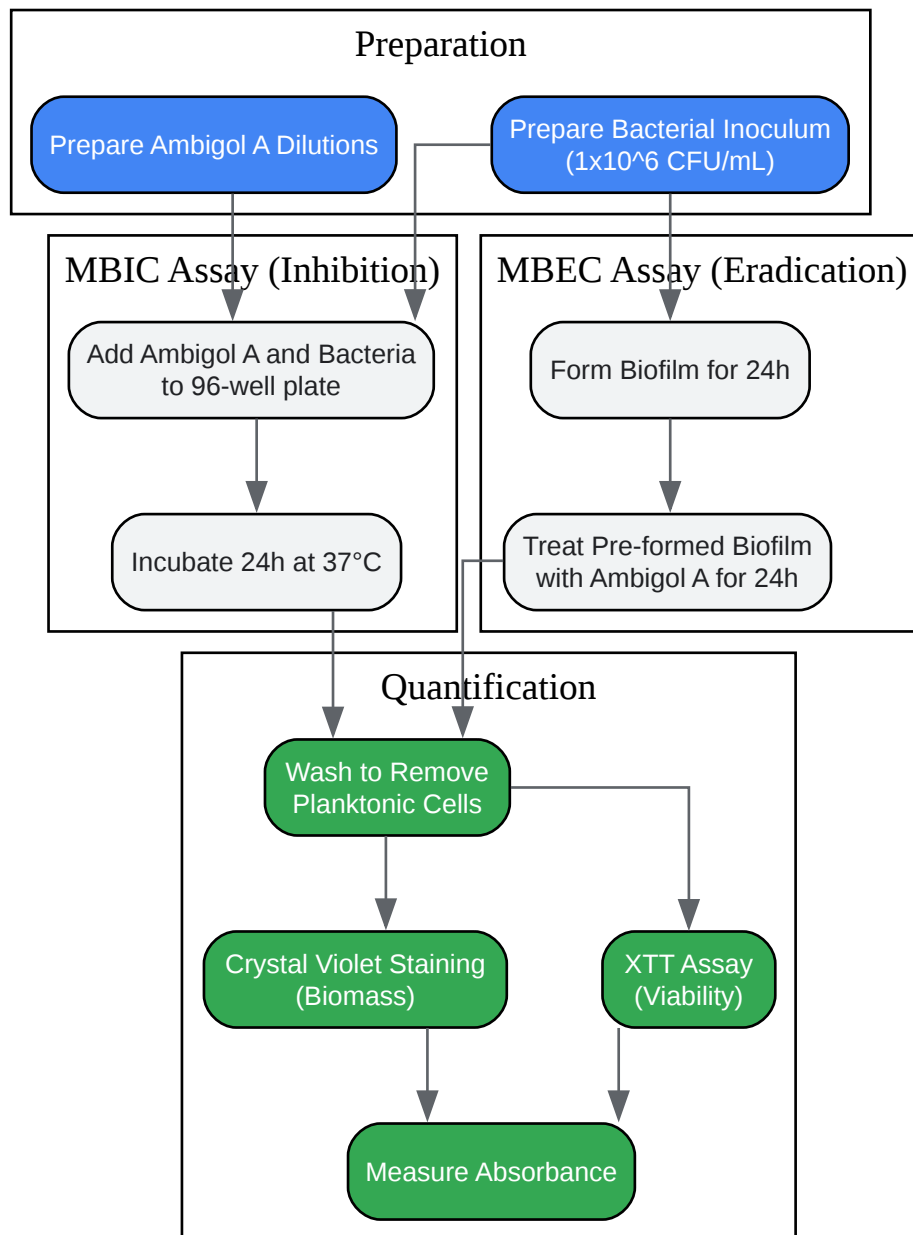 Preparation
Prepare Ambigol A Dilutions
Prepare Bacterial Inoculum
(1x10^6 CFU/mL)
MBIC Assay (Inhibition)
Add Ambigol A and Bacteria
to 96-well plate
Incubate 24h at 37°C
MBEC Assay (Eradication)
Form Biofilm for 24h
Treat Pre-formed Biofilm
with Ambigol A for 24h
Quantification
Wash to Remove
Planktonic Cells
Crystal Violet Staining
(Biomass)
XTT Assay
(Viability)
Measure Absorbance